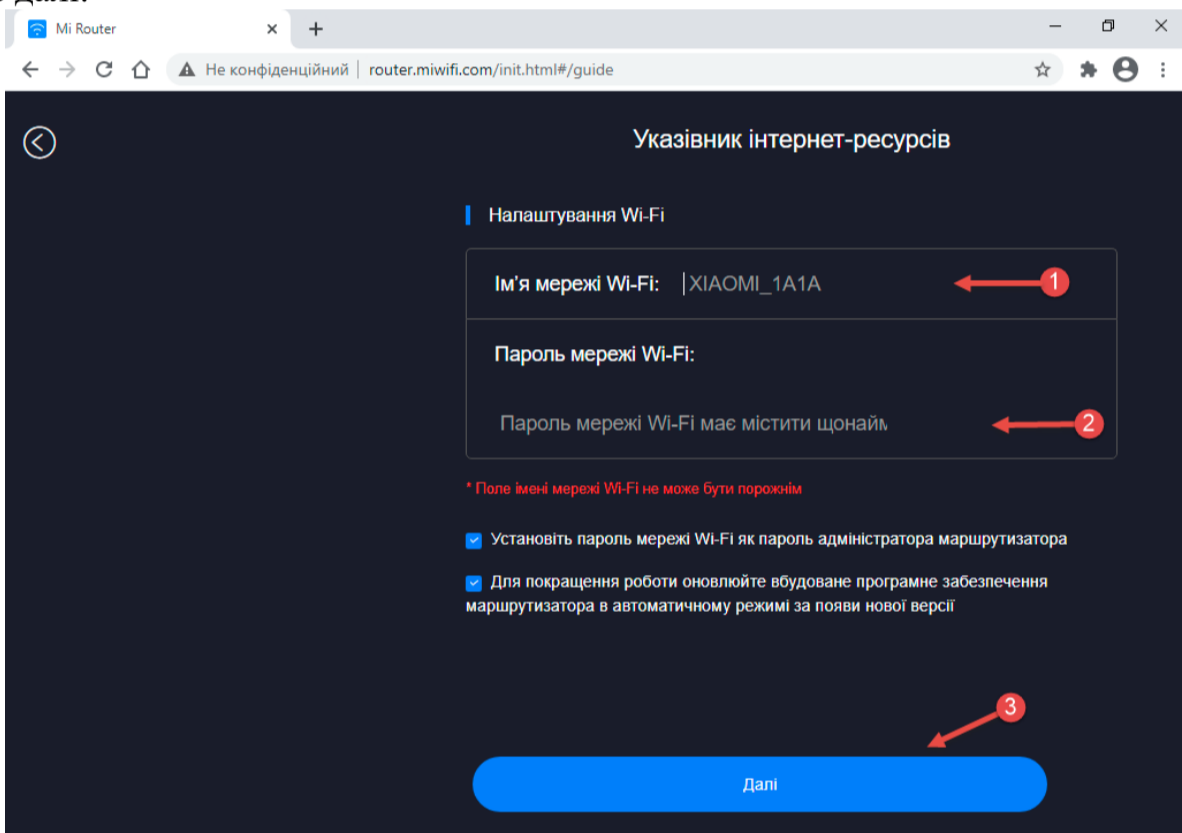 далі.
Mi Router
Не конфіденційний router.miwifi.com/init.html#/guide
Указівник інтернет-ресурсів
Налаштування Wi-Fi
Ім'я мережі Wi-Fi: XIAOMI_1A1A
1
Пароль мережі Wi-Fi:
Пароль мережі Wi-Fi має містити щонайм
2
* Поле імені мережі Wi-Fi не може бути порожнім
Установіть пароль мережі Wi-Fi як пароль адміністратора маршрутизатора
Для покращення роботи оновлюйте вбудоване програмне забезпечення
маршрутизатора в автоматичному режимі за появи нової версії
3
Далі